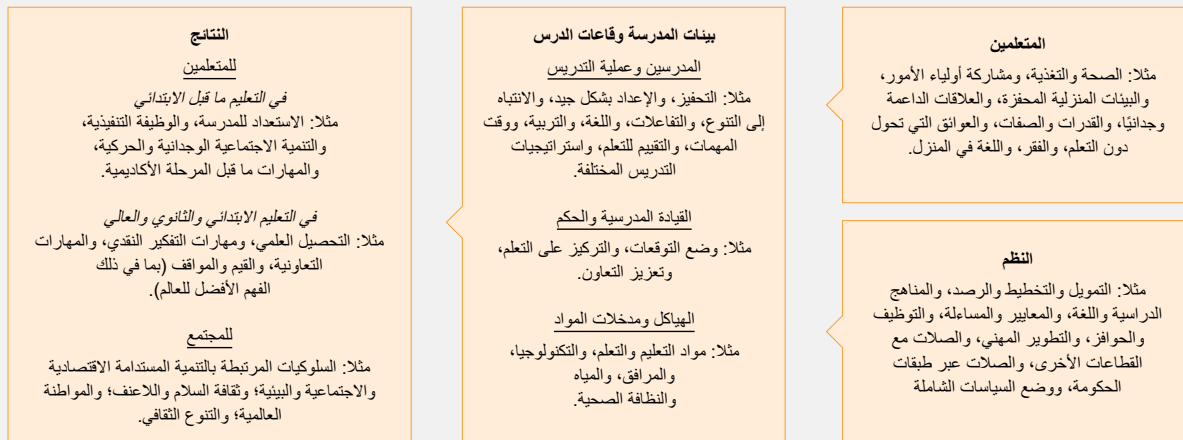 المتعلمين
مثلا: الصحة والتغذية، ومشاركة أولياء الأمور،
والبيئات المنزلية المحفزة، والعلاقات الداعمة
وجدانيًا، والقدرات والصفات، والعوائق التي تحول
دون التعلم، والفقر، واللغة في المنزل.
النظم
مثلا: التمويل والتخطيط والرصد، والمناهج
الدراسية واللغة، والمعايير والمساءلة، والتوظيف
والحوافز، والتطوير المهني، والصلات مع
القطاعات الأخرى، والصلات عبر طبقات
الحكومة، ووضع السياسات الشاملة
بيئات المدرسة وقاعات الدرس
المدرسين وعملية التدريس
مثلا: التحفيز، والإعداد بشكل جيد، والانتباه
إلى التنوع، والتفاعلات، واللغة، والتربية، ووقت
المهمات، والتقييم للتعلم، واستراتيجيات
التدريس المختلفة.
القيادة المدرسية والحكم
مثلا: وضع التوقعات، والتركيز على التعلم،
وتعزيز التعاون.
الهياكل ومدخلات المواد
مثلا: مواد التعليم والتعلم، والتكنولوجيا،
والمرافق، والمياه
والنظافة الصحية.
النتائج
للمتعلمين
في التعليم ما قبل الابتدائي
مثلا: الاستعداد للمدرسة، والوظيفة التنفيذية،
والتنمية الاجتماعية الوجدانية والحركية،
والمهارات ما قبل المرحلة الأكاديمية.
في التعليم الابتدائي والثانوي والعالي
مثلا: التحصيل العلمي، ومهارات التفكير النقدي، والمهارات
التعاونية، والقيم والمواقف (بما في ذلك
الفهم الأفضل للعالم).
للمجتمع
مثلا: السلوكيات المرتبطة بالتنمية المستدامة الاقتصادية
والاجتماعية والبيئية؛ وثقافة السلام واللاعنف؛ والمواطنة
العالمية؛ والتنوع الثقافي.